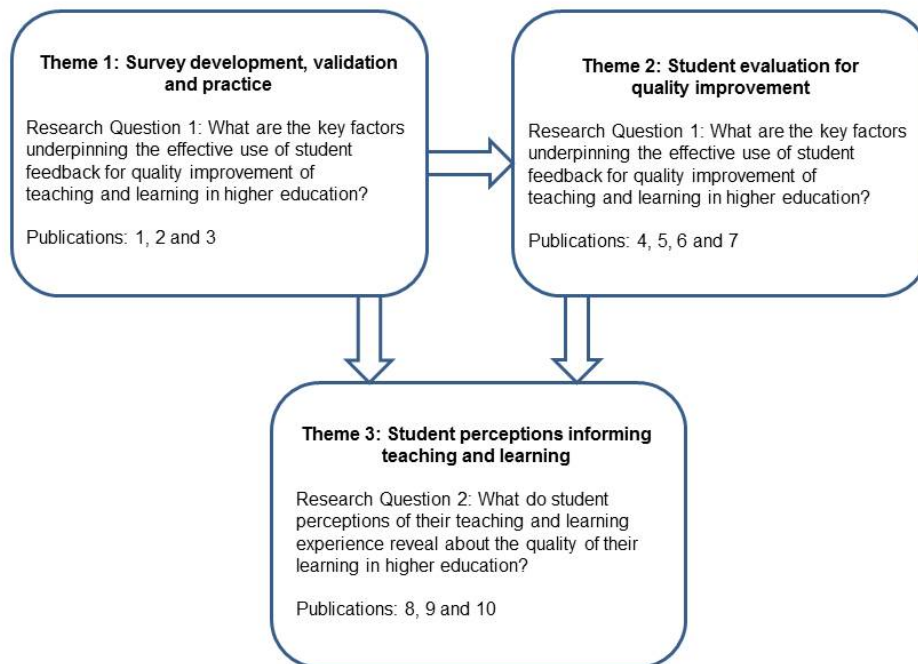 Theme 1: Survey development, validation
and practice
Research Question 1: What are the key factors
underpinning the effective use of student
feedback for quality improvement of
teaching and learning in higher education?
Publications: 1, 2 and 3
Theme 2: Student evaluation for
quality improvement
Research Question 1: What are the key factors
underpinning the effective use of student
feedback for quality improvement of
teaching and learning in higher education?
Publications: 4, 5, 6 and 7
Theme 3: Student perceptions informing
teaching and learning
Research Question 2: What do student
perceptions of their teaching and learning
experience reveal about the quality of their
learning in higher education?
Publications: 8, 9 and 10